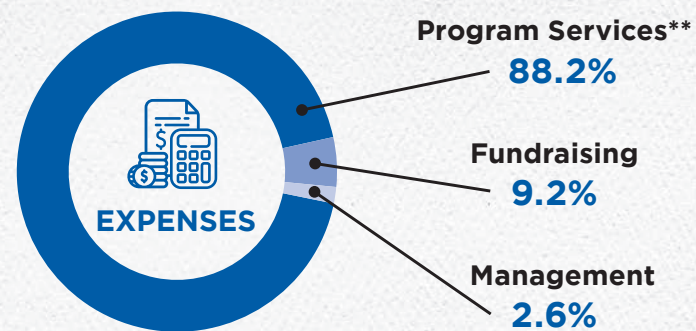 EXPENSES
Program Services**
88.2%
Fundraising
9.2%
Management
2.6%